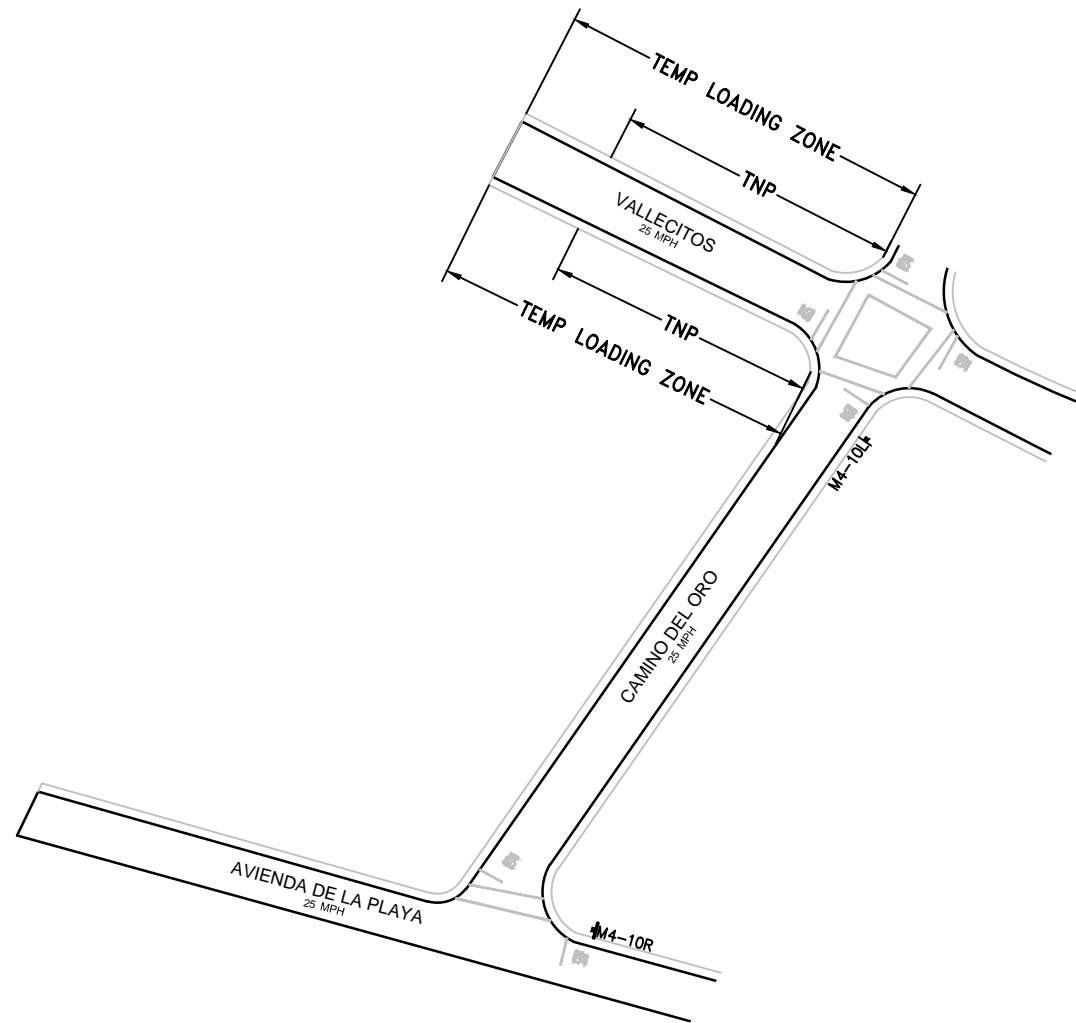 TEMP LOADING ZONE
TNP
VALLECITOS
25 MPH
TNP
TEMP LOADING ZONE
M4-10L
CAMINO DEL ORO
25 MPH
AVIENDA DE LA PLAYA
25 MPH
M4-10R